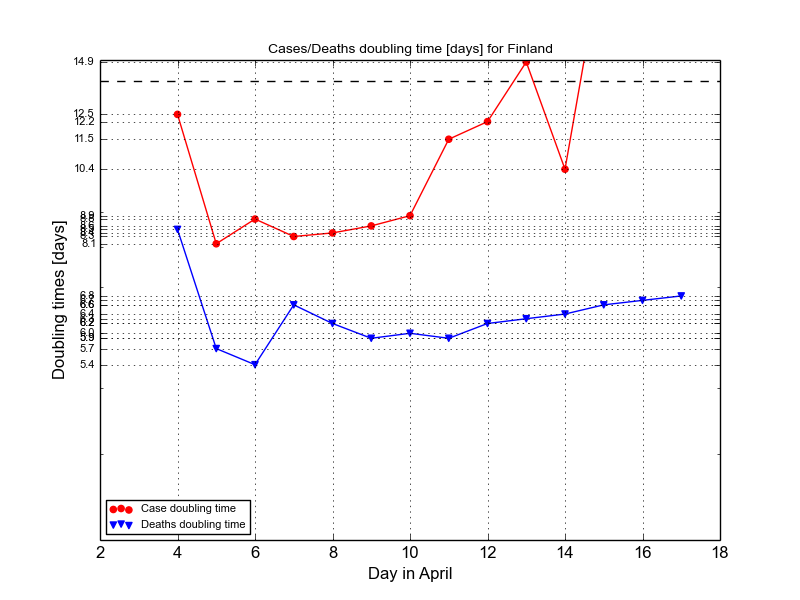 Cases/Deaths doubling time [days] for Finland
14.9
12.5
12.2
11.5
10.4
8.9
8.1
6.8
6.6
6.4
6.2
6.0
5.9
5.7
5.4
Doubling times [days]
Case doubling time
Deaths doubling time
2 4 6 8 10 12 14 16 18
Day in April